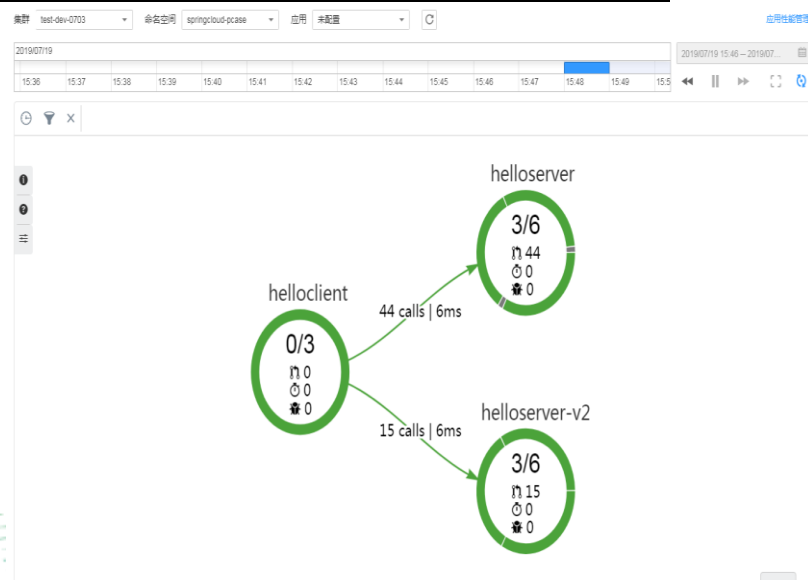 集群 test-dev-0703 命名空间 springcloud-pcase 应用 未配置 应用性能管理
2019/07/19 2019/07/19 15:46 – 2019/07...
15:36 15:37 15:38 15:39 15:40 15:41 15:42 15:43 15:44 15:45 15:46 15:47 15:48 15:49 15:5
helloserver
3/6
44
0
0
helloclient
44 calls | 6ms
0/3
0
0
0
15 calls | 6ms
helloserver-v2
3/6
15
0
0